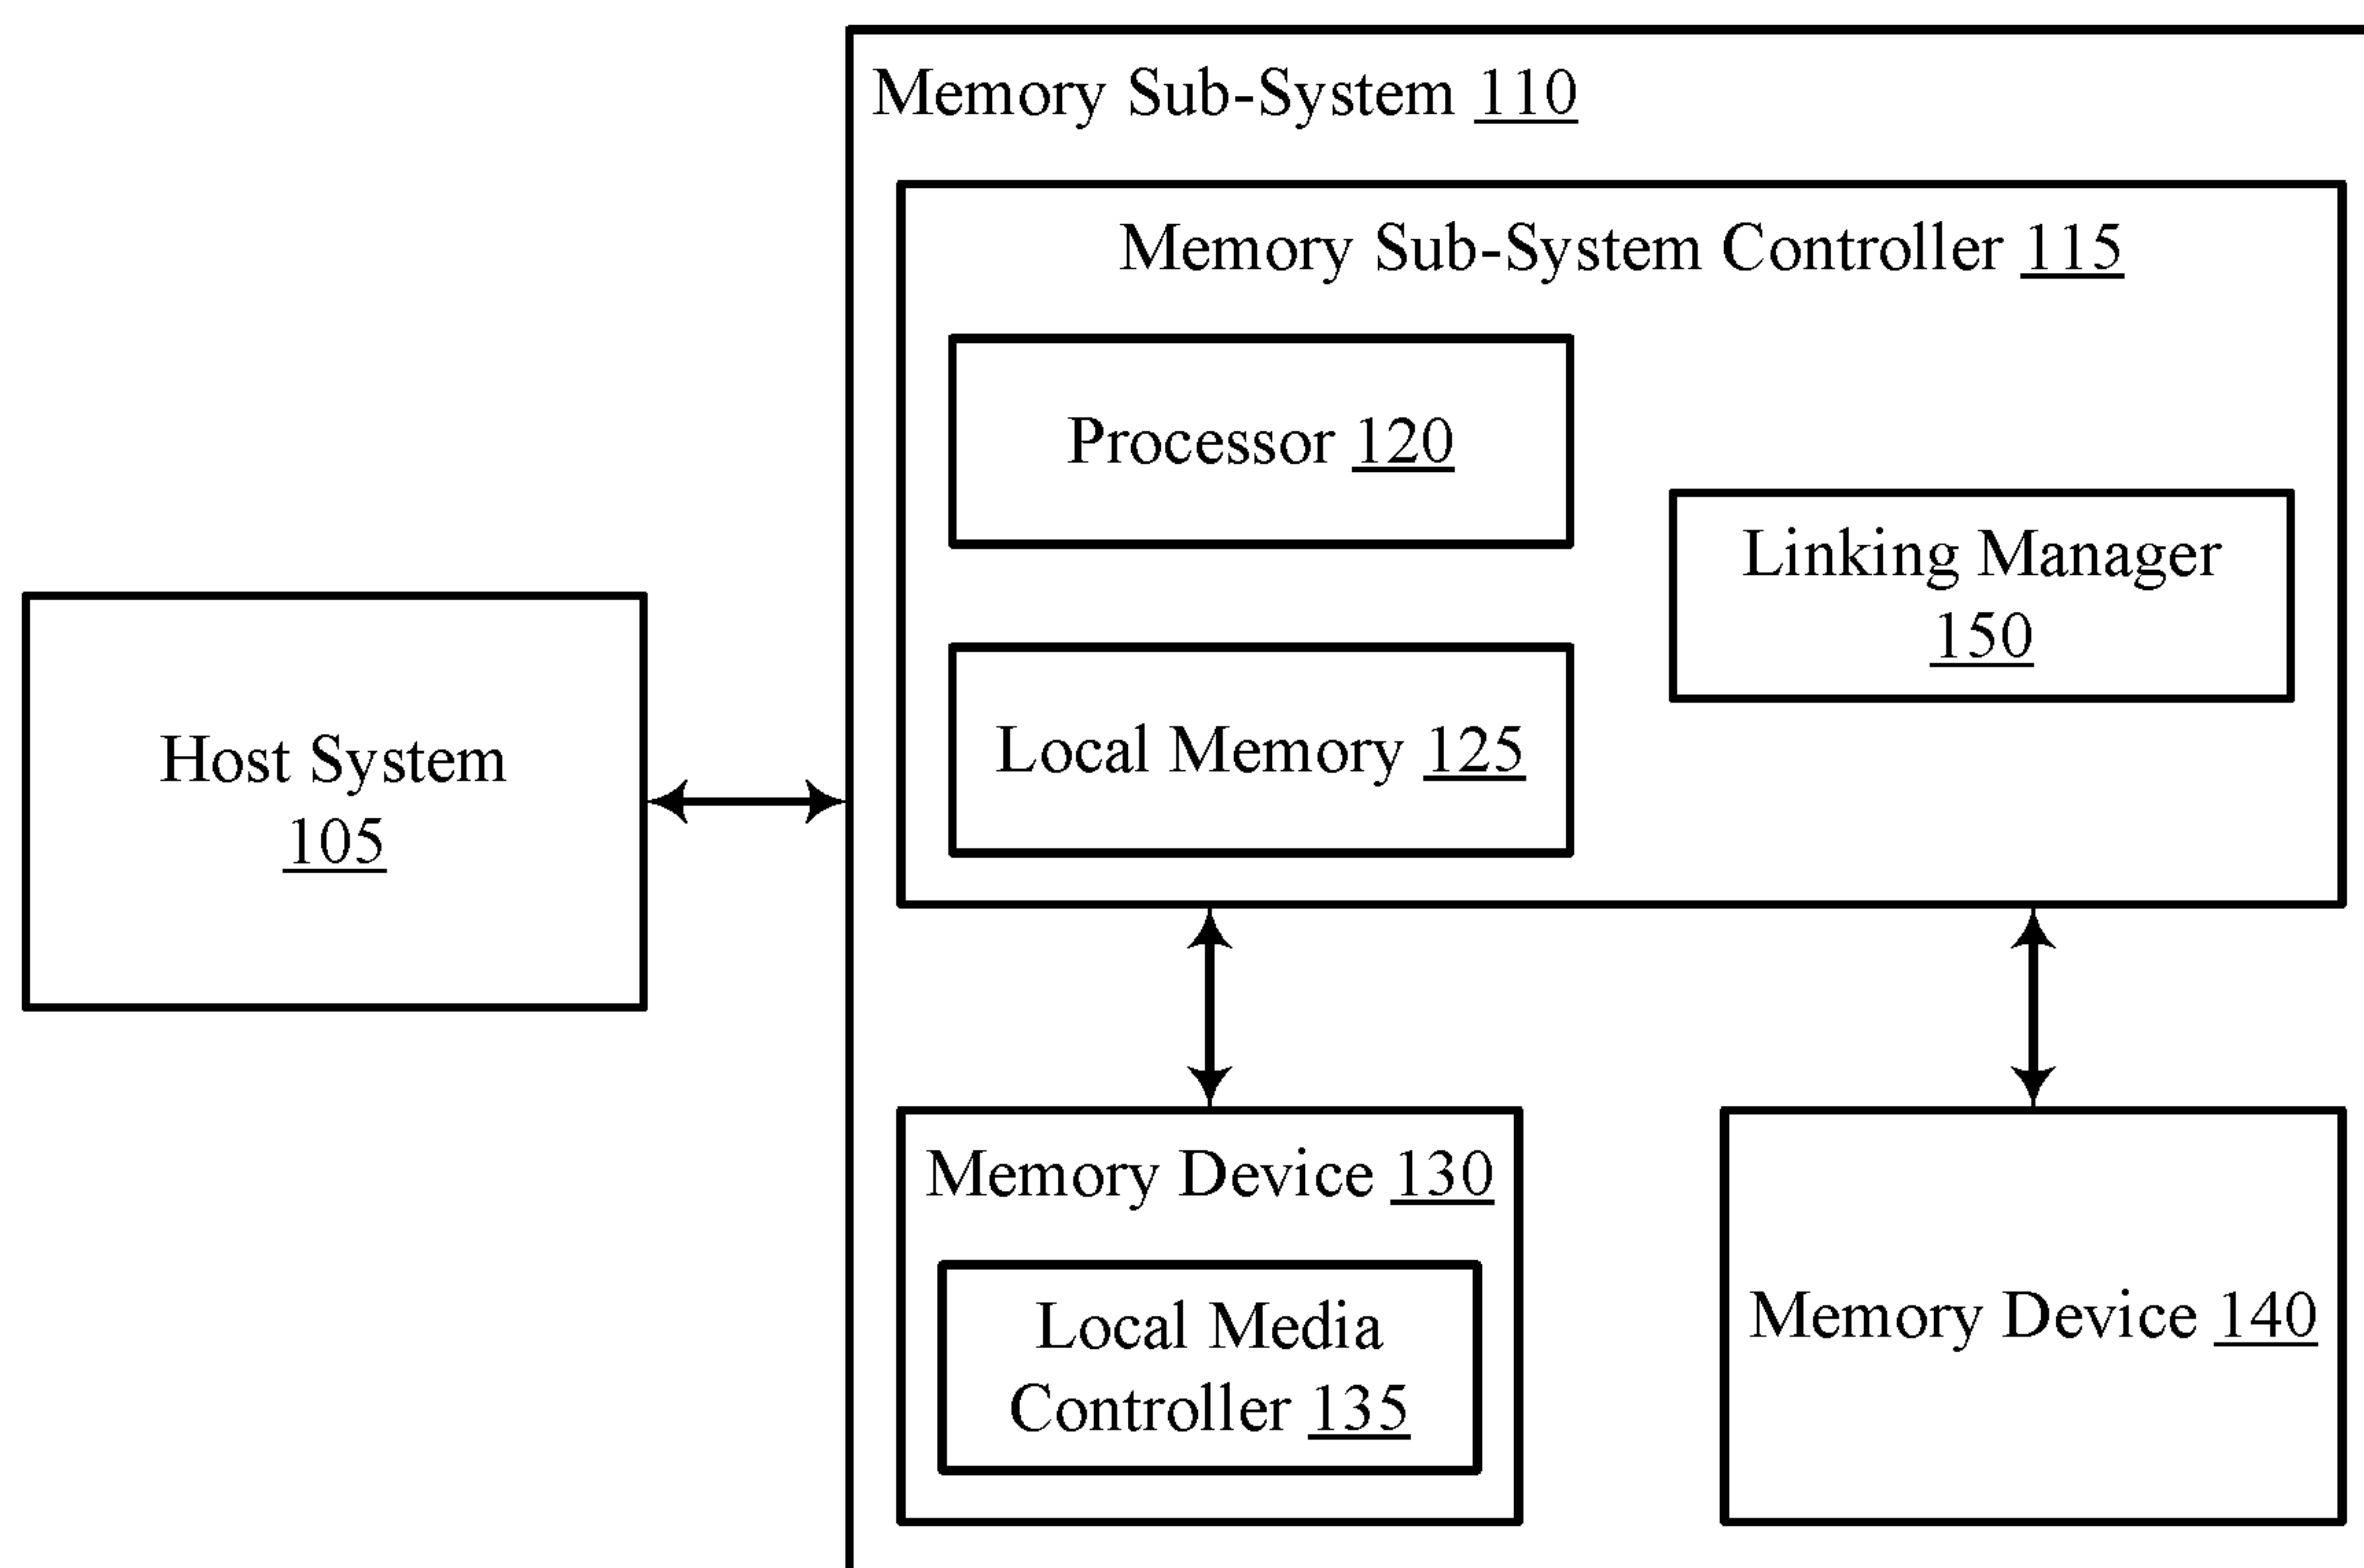 Memory Sub-System 110
Memory Sub-System Controller 115
Processor 120
Linking Manager
150
Local Memory 125
Host System
105
Memory Device 130
Local Media
Controller 135
Memory Device 140